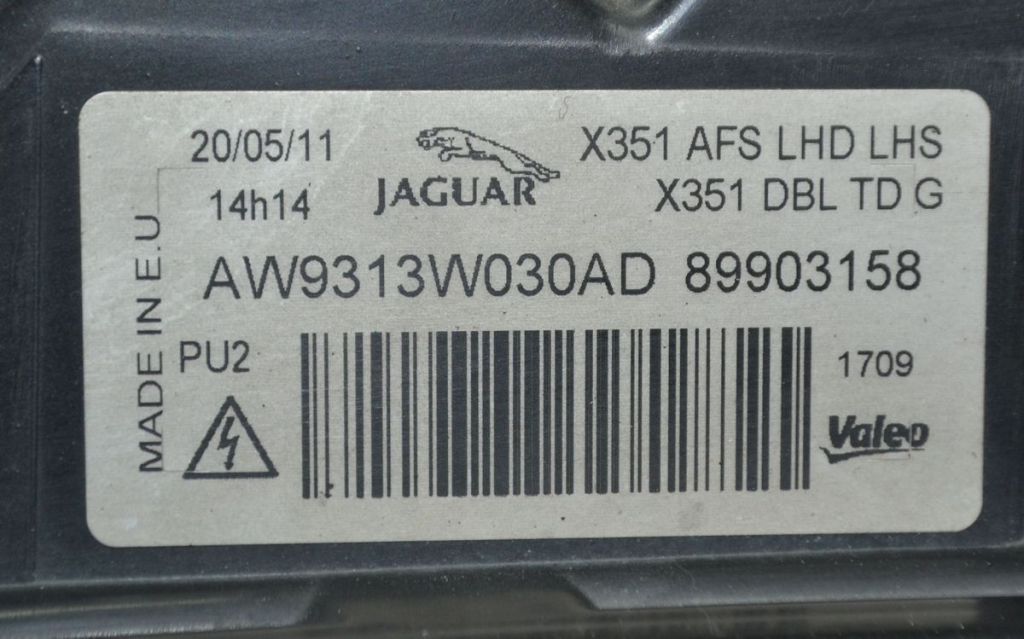 20/05/11
14h14
JAGUAR
X351 AFS LHD LHS
X351 DBL TD G
MADE IN E.U
AW9313W030AD 89903158
PU2
1709
Valeo